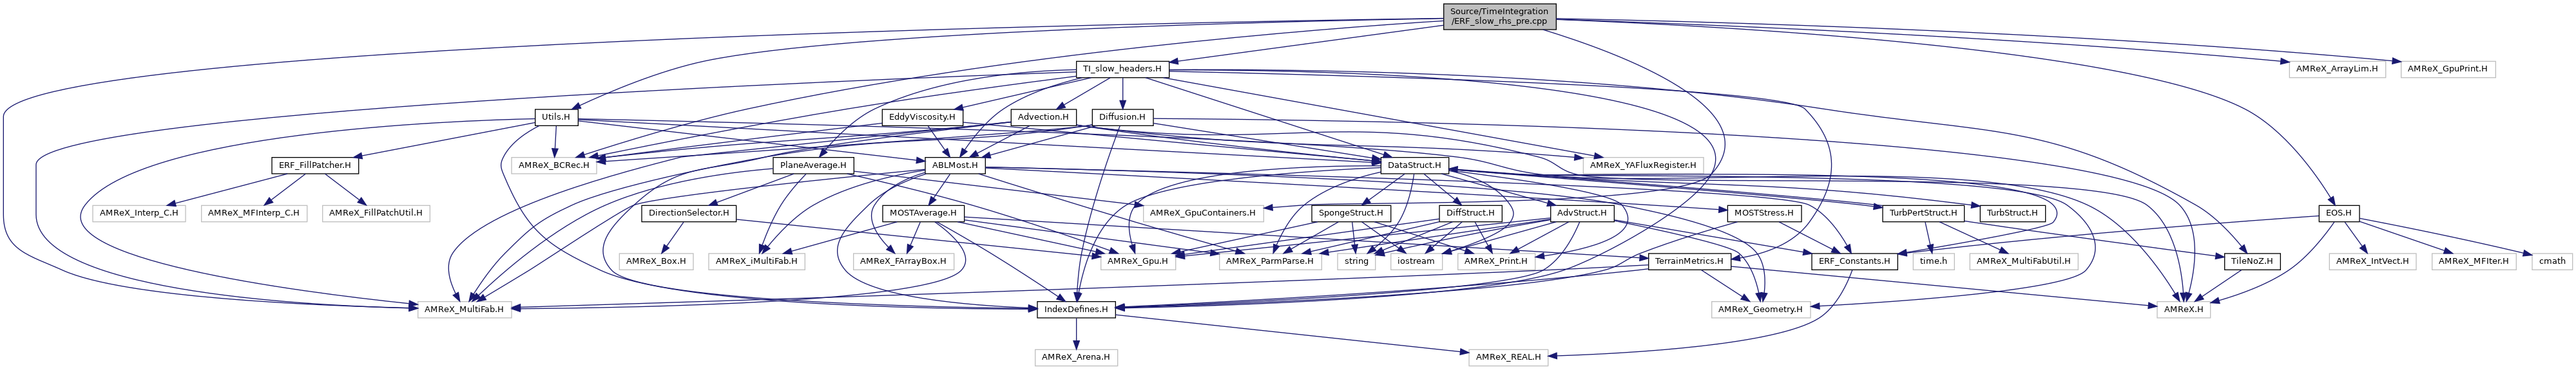 Source/TimeIntegration
/ERF_slow_rhs_pre.cpp
TI_slow_headers.H
AMReX_ArrayLim.H
AMReX_GpuPrint.H
Utils.H
EddyViscosity.H
Advection.H
Diffusion.H
ERF_FillPatcher.H
AMReX_BCRec.H
PlaneAverage.H
ABLMost.H
DataStruct.H
AMReX_YAFluxRegister.H
AMReX_Interp_C.H
AMReX_MFInterp_C.H
AMReX_FillPatchUtil.H
DirectionSelector.H
MOSTAverage.H
AMReX_GpuContainers.H
SpongeStruct.H
DiffStruct.H
AdvStruct.H
MOSTStress.H
TurbPertStruct.H
TurbStruct.H
EOS.H
AMReX_Box.H
AMReX_iMultiFab.H
AMReX_FArrayBox.H
AMReX_Gpu.H
AMReX_ParmParse.H
string
iostream
AMReX_Print.H
TerrainMetrics.H
ERF_Constants.H
time.h
AMReX_MultiFabUtil.H
TileNoZ.H
AMReX_IntVect.H
AMReX_MFIter.H
cmath
AMReX_MultiFab.H
IndexDefines.H
AMReX_Geometry.H
AMReX.H
AMReX_Arena.H
AMReX_REAL.H